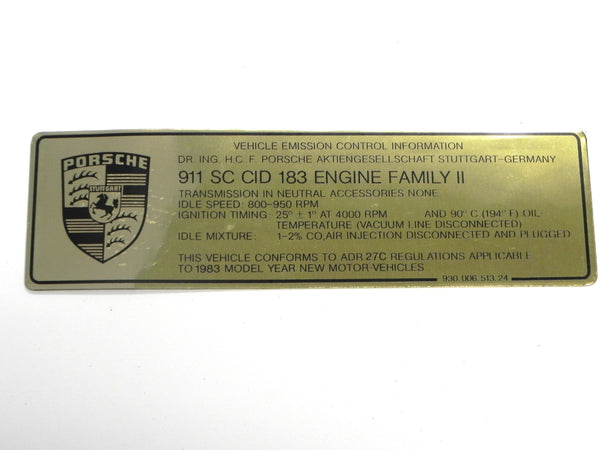 PORSCHE
STUTTGART
VEHICLE EMISSION CONTROL INFORMATION
DR. ING. H.C. F. PORSCHE AKTIENGESELLSCHAFT STUTTGART-GERMANY
911 SC CID 183 ENGINE FAMILY II
TRANSMISSION IN NEUTRAL ACCESSORIES NONE
IDLE SPEED: 800-950 RPM
IGNITION TIMING: 25° ± 1° AT 4000 RPM AND 90° C (194° F) OIL-
TEMPERATURE (VACUUM LINE DISCONNECTED)
IDLE MIXTURE: 1-2% CO,AIR INJECTION DISCONNECTED AND PLUGGED
THIS VEHICLE CONFORMS TO ADR 27C REGULATIONS APPLICABLE
TO 1983 MODEL YEAR NEW MOTOR-VEHICLES
930.006.513.24